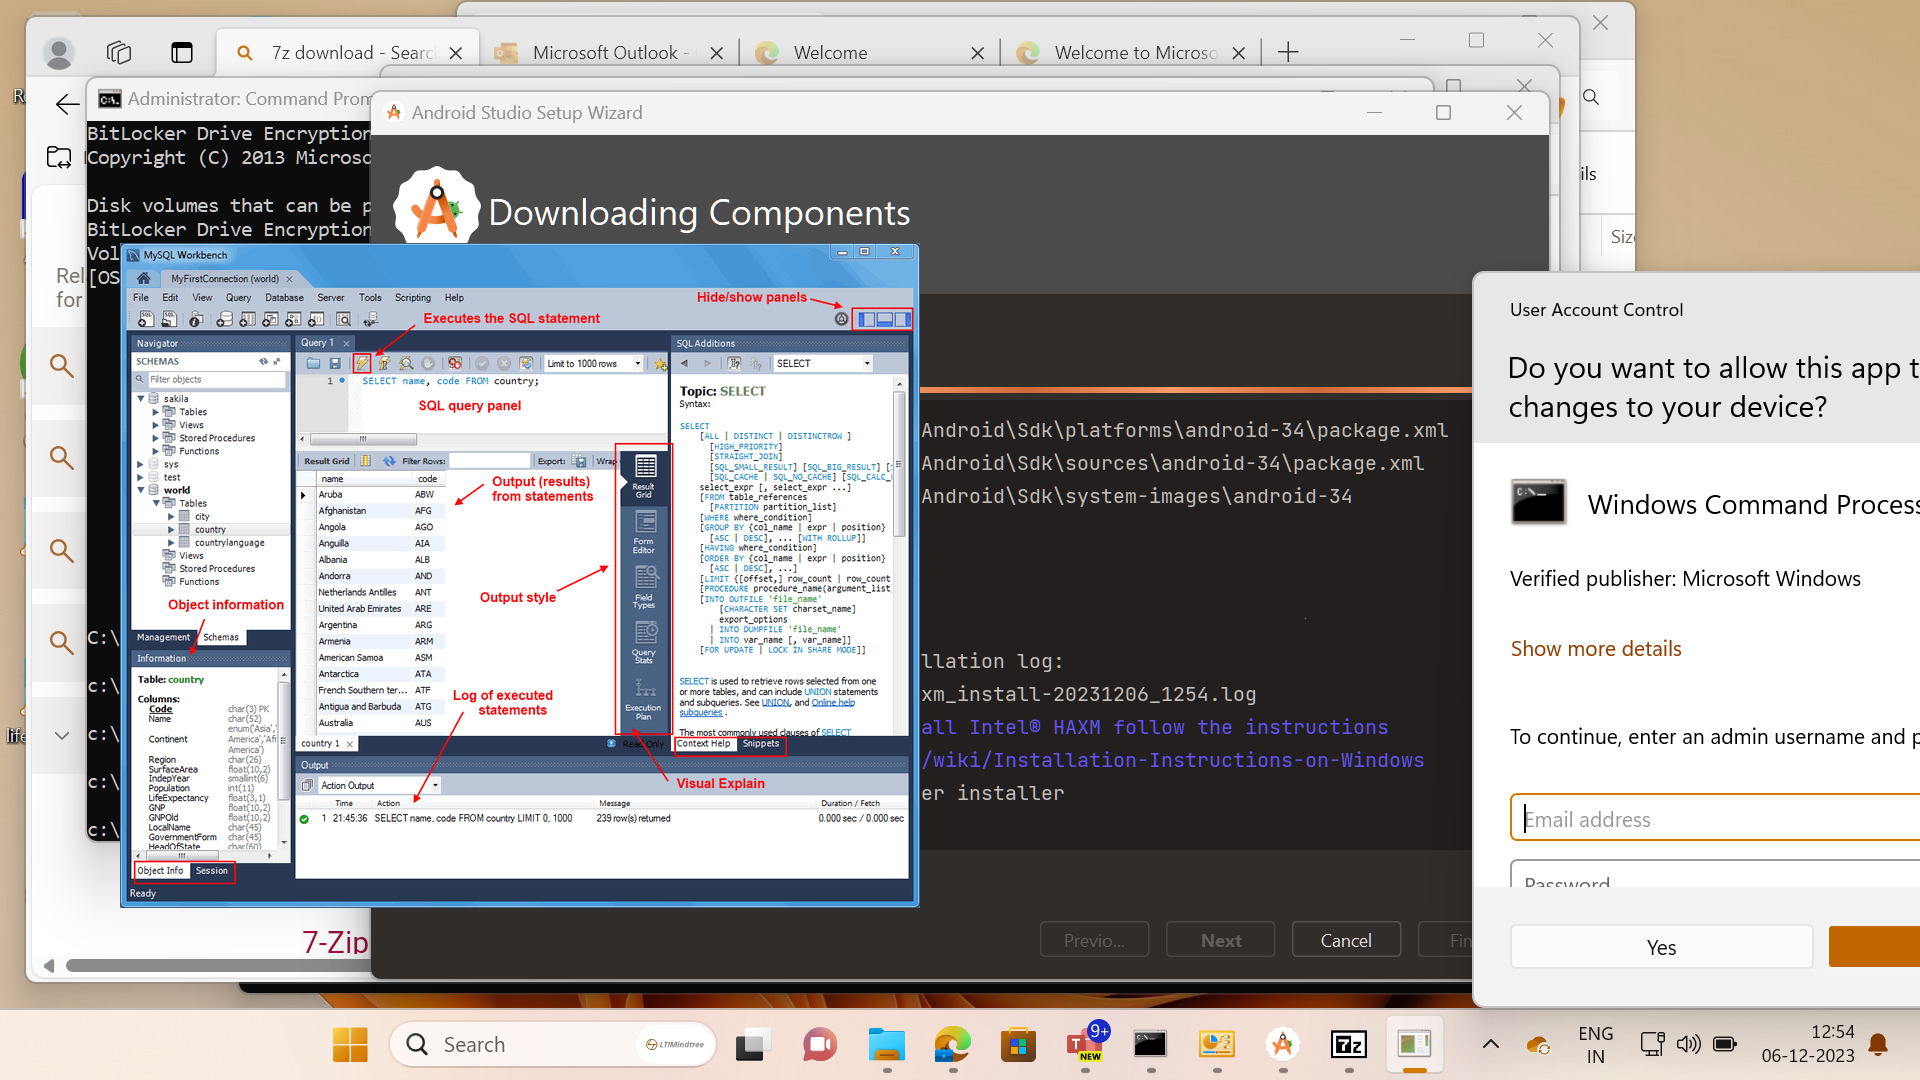 7z download - Searc
Microsoft Outlook -
Welcome
Welcome to Microso
Administrator: Command Prom
Android Studio Setup Wizard
BitLocker Drive Encryption
Copyright (C) 2013 Microso
Disk volumes that can be p
BitLocker Drive Encryption
Vol
[OS
Rel
for
ils
Size
Downloading Components
MySQL Workbench
MyFirstConnection (world)
File Edit View Query Database Server Tools Scripting Help
Hide/show panels
Executes the SQL statement
Navigator
SCHEMAS
Filter objects
sakila
Tables
Views
Stored Procedures
Functions
sys
test
world
Tables
city
country
countrylanguage
Views
Stored Procedures
Functions
Object information
Management Schemas
Information
Table: country
Columns:
Code char(3) PK
Name char(52)
enum('Asia','
Continent America','Afr
America')
Region char(26)
SurfaceArea float(10,2)
IndepYear smallint(6)
Population int(11)
LifeExpectancy float(3,1)
GNP float(10,2)
GNPOld float(10,2)
LocalName char(45)
GovernmentForm char(45)
HeadOfState char(60)
Object Info Session
Ready
Query 1
Limit to 1000 rows
1 SELECT name, code FROM country;
SQL query panel
Result Grid Filter Rows: Export: Wrap
name code
Aruba ABW
Afghanistan AFG
Angola AGO
Anguilla AIA
Albania ALB
Andorra AND
Netherlands Antilles ANT
United Arab Emirates ARE
Argentina ARG
Armenia ARM
American Samoa ASM
Antarctica ATA
French Southern ter... ATF
Antigua and Barbuda ATG
Australia AUS
Output (results)
from statements
Output style
Log of executed
statements
Result
Grid
Form
Editor
Field
Types
Query
Stats
Execution
Plan
country 1
Read Only
Visual Explain
SQL Additions
SELECT
Topic: SELECT
Syntax:
SELECT
[ALL | DISTINCT | DISTINCTROW ]
[HIGH_PRIORITY]
[STRAIGHT_JOIN]
[SQL_SMALL_RESULT] [SQL_BIG_RESULT] [S
[SQL_CACHE | SQL_NO_CACHE] [SQL_CALC_
select_expr [, select_expr ...]
[FROM table_references
[PARTITION partition_list]
[WHERE where_condition]
[GROUP BY {col_name | expr | position}
[ASC | DESC], ... [WITH ROLLUP]]
[HAVING where_condition]
[ORDER BY {col_name | expr | position}
[ASC | DESC], ...]
[LIMIT {[offset,] row_count | row_count
[PROCEDURE procedure_name(argument_list
[INTO OUTFILE 'file_name'
[CHARACTER SET charset_name]
export_options
| INTO DUMPFILE 'file_name'
| INTO var_name [, var_name]]
[FOR UPDATE | LOCK IN SHARE MODE]]
SELECT is used to retrieve rows selected from one
or more tables, and can include UNION statements
and subqueries. See UNION, and Online help
subqueries .
The most commonly used clauses of SELECT
Context Help Snippets
Output
Action Output
Time Action Message Duration / Fetch
1 21:45:36 SELECT name, code FROM country LIMIT 0, 1000 239 row(s) returned 0.000 sec / 0.000 sec
C:\
c:\
c:\
c:\
c:\
life
7-Zip
Android\Sdk\platforms\android-34\package.xml
Android\Sdk\sources\android-34\package.xml
Android\Sdk\system-images\android-34
llation log:
xm_install-20231206_1254.log
all Intel® HAXM follow the instructions
/wiki/Installation-Instructions-on-Windows
er installer
Previo... Next Cancel Fin
User Account Control
Do you want to allow this app t
changes to your device?
Windows Command Process
Verified publisher: Microsoft Windows
Show more details
To continue, enter an admin username and p
Email address
Password
Yes
Search
LTIMindtree
9+
NEW
7z
ENG
IN
12:54
06-12-2023